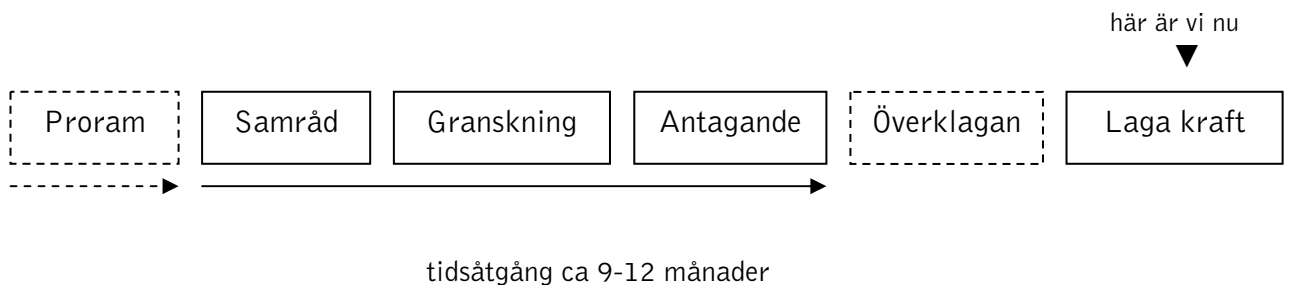 här är vi nu
Proram Samråd Granskning Antagande Överklagan Laga kraft
tidsåtgång ca 9-12 månader